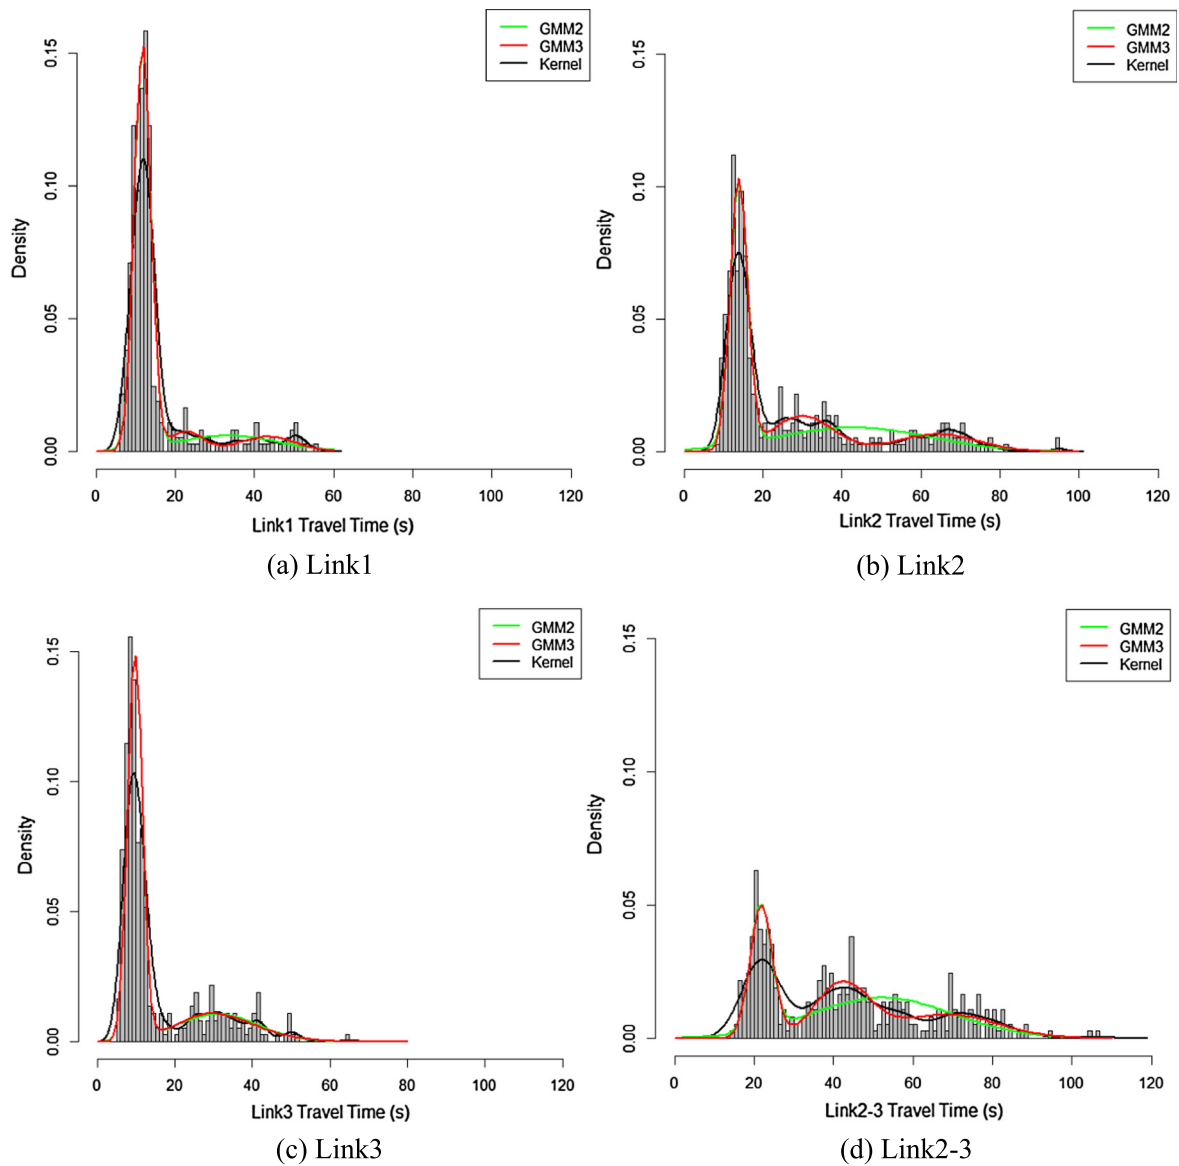 GMM2
GMM3
Kernel
0.15
0.10
0.05
0.00
Density
0 20 40 60 80 100 120
Link1 Travel Time (s)
(a) Link1
GMM2
GMM3
Kernel
0.15
0.10
0.05
0.00
Density
0 20 40 60 80 100 120
Link2 Travel Time (s)
(b) Link2
GMM2
GMM3
Kernel
0.15
0.10
0.05
0.00
Density
0 20 40 60 80 100 120
Link3 Travel Time (s)
(c) Link3
GMM2
GMM3
Kernel
0.15
0.10
0.05
0.00
Density
0 20 40 60 80 100 120
Link2-3 Travel Time (s)
(d) Link2-3